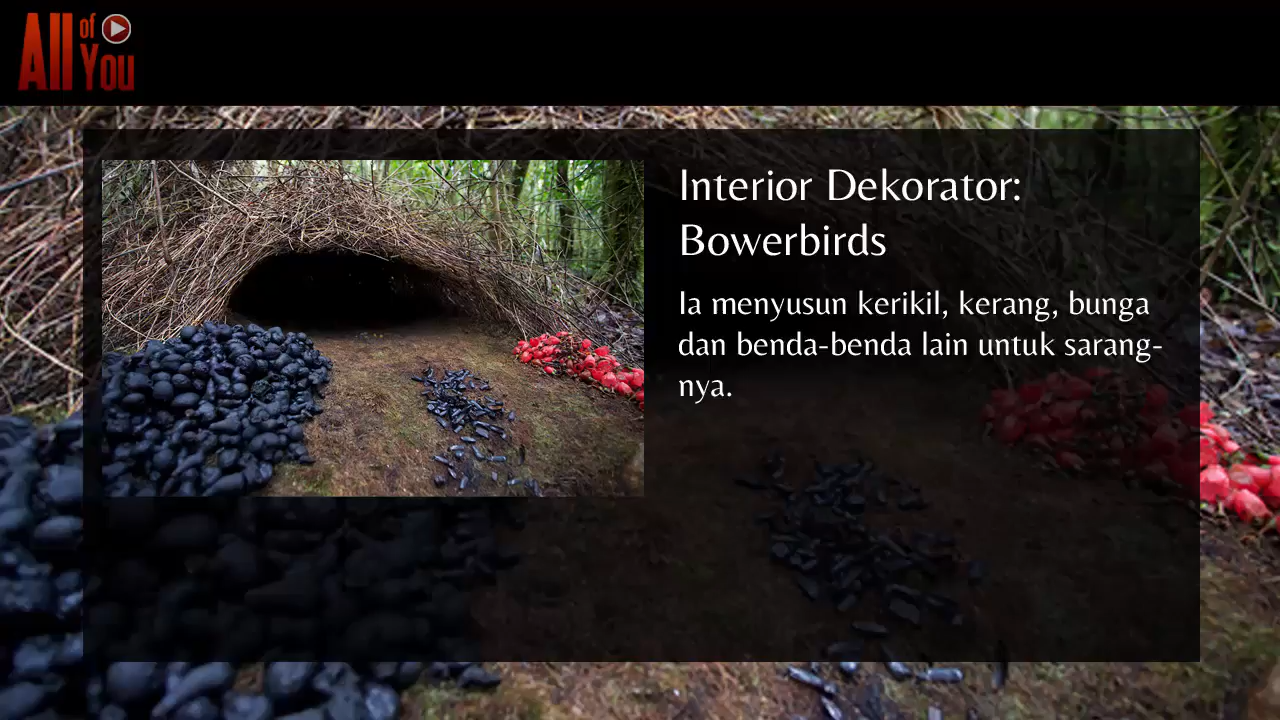 All of You
Interior Dekorator:
Bowerbirds
Ia menyusun kerikil, kerang, bunga
dan benda-benda lain untuk sarang-
nya.